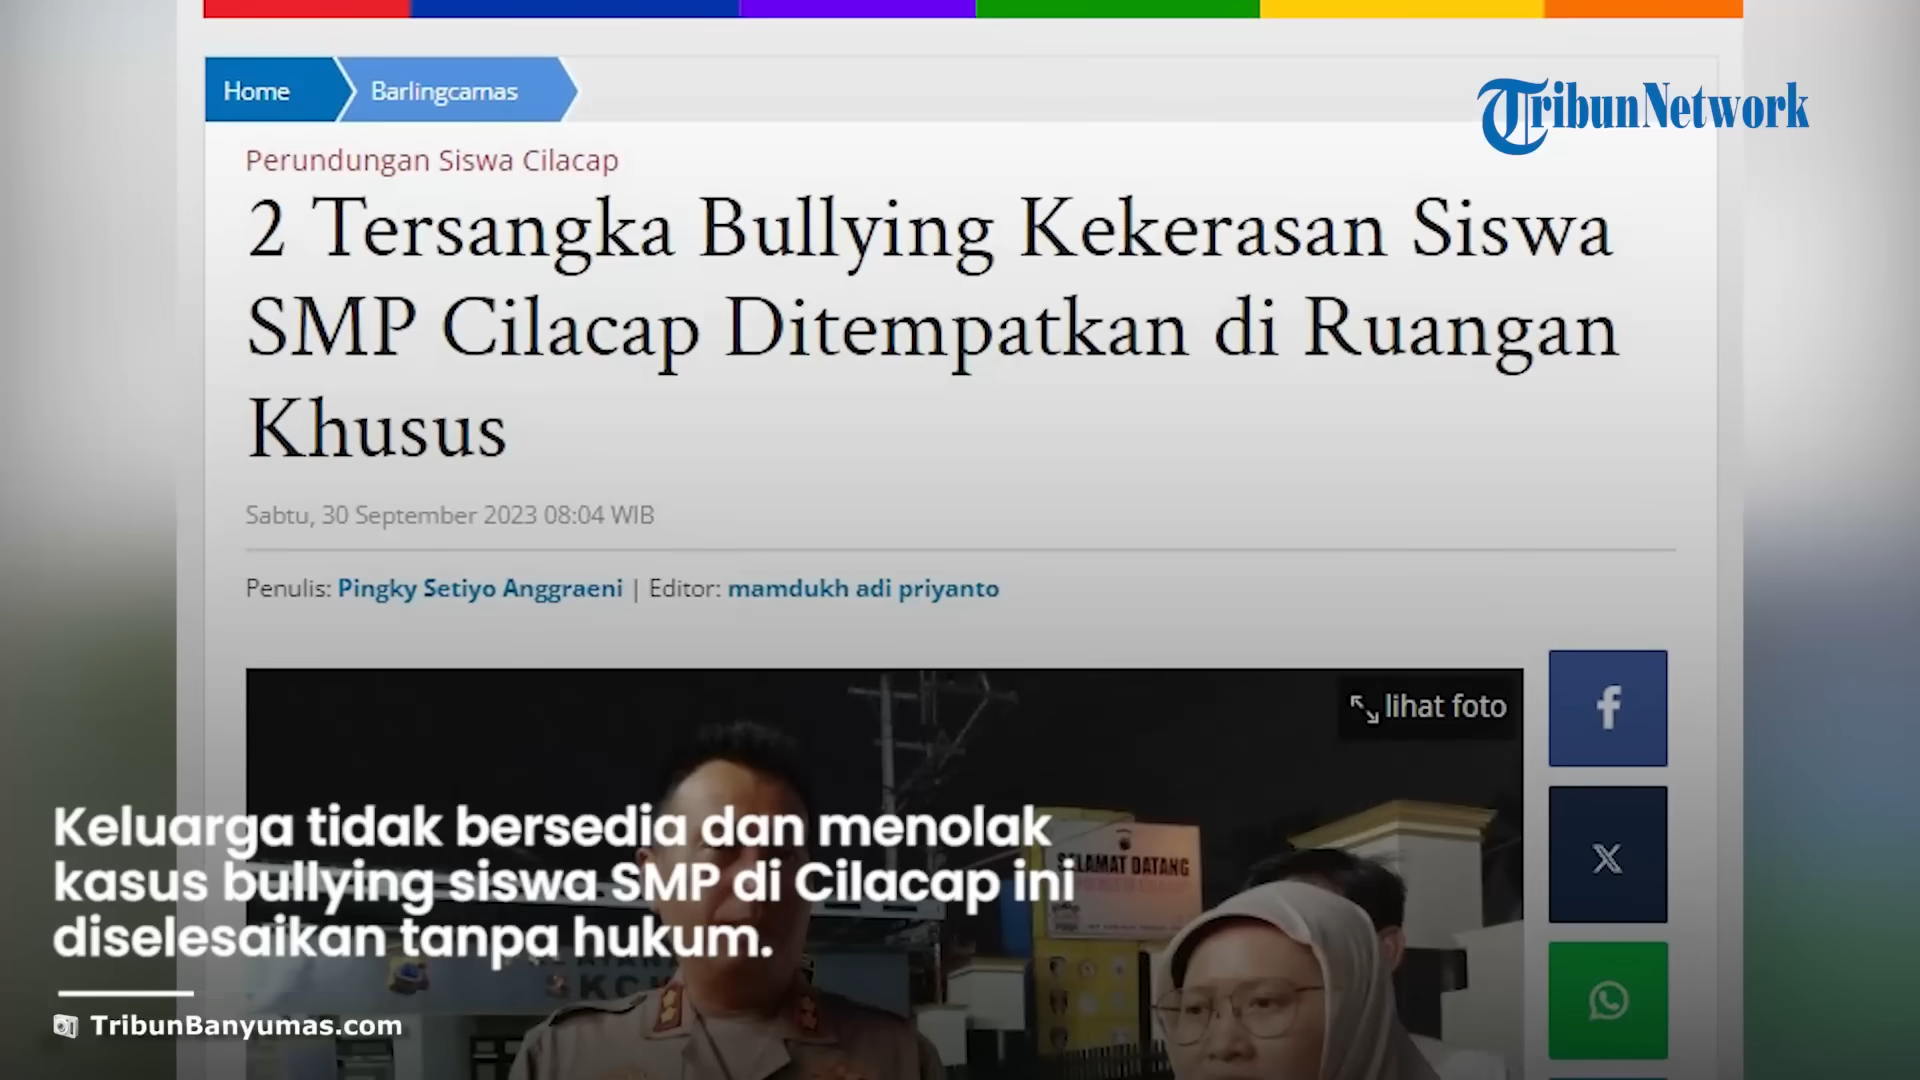 Home
Barlingcamas
TribunNetwork
Perundungan Siswa Cilacap
2 Tersangka Bullying Kekerasan Siswa
SMP Cilacap Ditempatkan di Ruangan
Khusus
Sabtu, 30 September 2023 08:04 WIB
Penulis: Pingky Setiyo Anggraeni | Editor: mamdukh adi priyanto
lihat foto
Keluarga tidak bersedia dan menolak
kasus bullying siswa SMP di Cilacap ini
diselesaikan tanpa hukum.
SELAMAT DATANG
TribunBanyumas.com